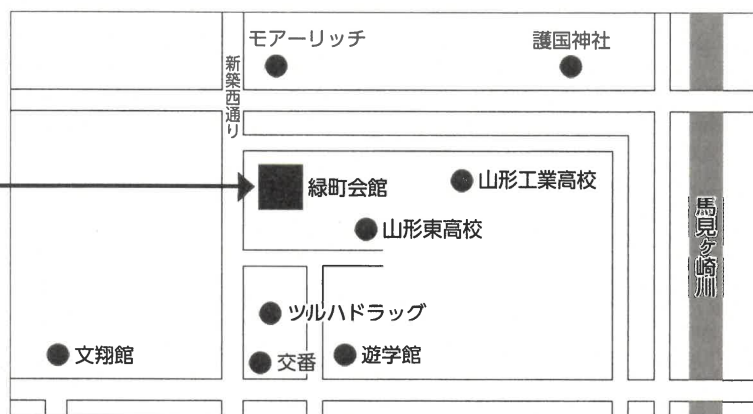 モアーリッチ
護国神社
新築西通り
緑町会館
山形工業高校
山形東高校
馬見ヶ崎川
ツルハドラッグ
文翔館
交番
遊学館